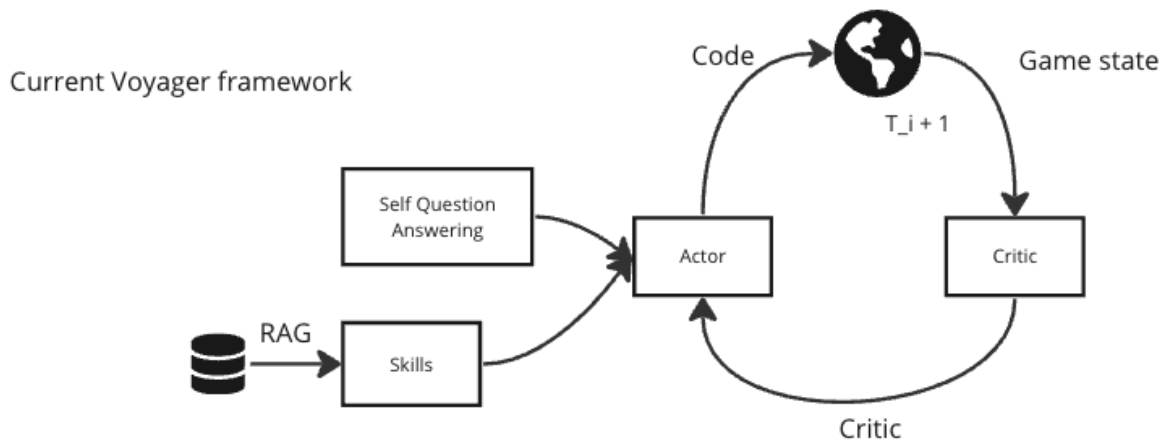 Current Voyager framework
Code
Game state
T_i + 1
Self Question
Answering
Actor
Critic
RAG
Skills
Critic